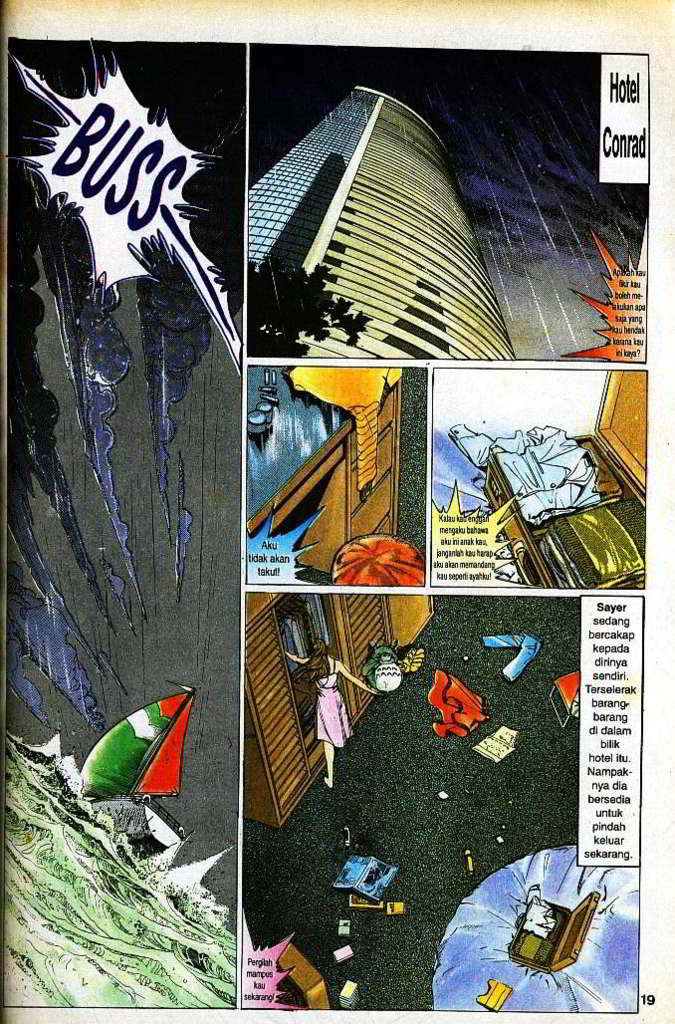 BUSS
Hotel
Conrad
Apakah kau
fikir kau
boleh me-
lakukan apa
saja yang
kau hendak
kerana kau
ini kaya?
Aku
tidak akan
takut!
Kalau kau enggan
mengaku bahawa
aku ini anak kau,
janganlah kau harap
aku akan memandang
kau seperti ayahku!
Sayer
sedang
bercakap
kepada
dirinya
sendiri.
Terselerak
barang-
barang
di dalam
bilik
hotel itu.
Nampak-
nya dia
bersedia
untuk
pindah
keluar
sekarang.
Pergilah
mampus
kau
sekarang!
19